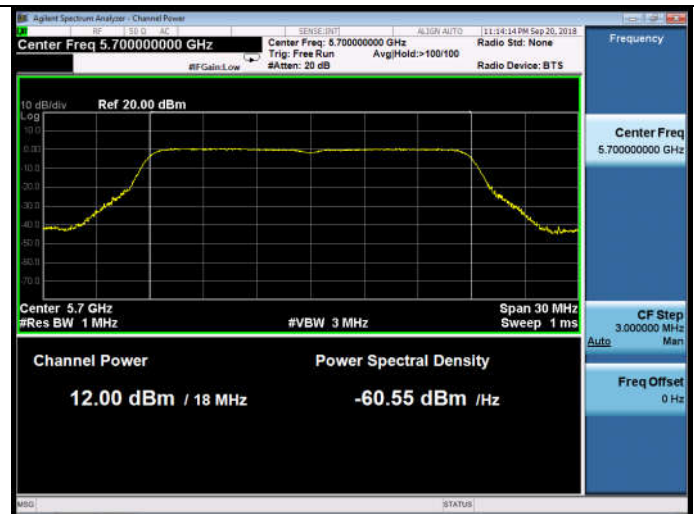 Agilent Spectrum Analyzer - Channel Power
RF 50 Ω AC SENSE:INT ALIGN AUTO 11:14:14 PM Sep 20, 2018
Center Freq 5.700000000 GHz
Center Freq: 5.700000000 GHz
Radio Std: None
Trig: Free Run Avg|Hold:>100/100
#IFGain:Low #Atten: 20 dB Radio Device: BTS
Frequency
10 dB/div Ref 20.00 dBm
Log
10.0
0.00
-10.0
-20.0
-30.0
-40.0
-50.0
-60.0
-70.0
Center 5.7 GHz Span 30 MHz
#Res BW 1 MHz #VBW 3 MHz Sweep 1 ms
Channel Power Power Spectral Density
12.00 dBm / 18 MHz -60.55 dBm /Hz
Center Freq
5.700000000 GHz
CF Step
3.000000 MHz
Auto Man
Freq Offset
0 Hz
MSG STATUS